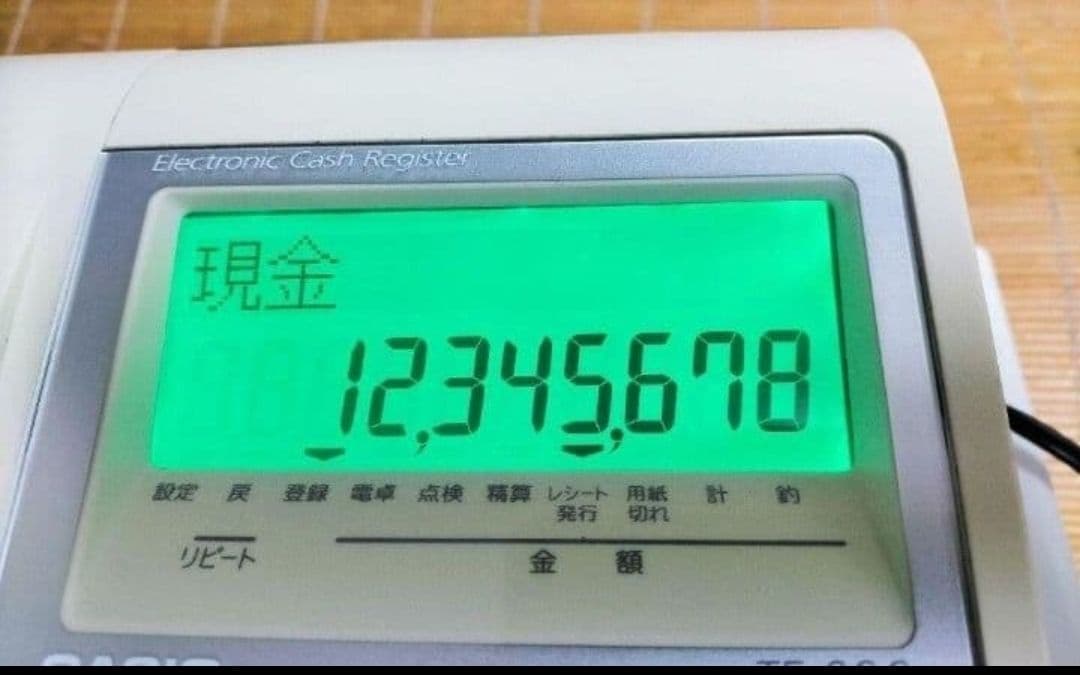 Electronic Cash Register
現金
12,345,678
設定 戻 登録 電卓 点検 精算 レシート発行 用紙切れ 計 釣
リピート 金額